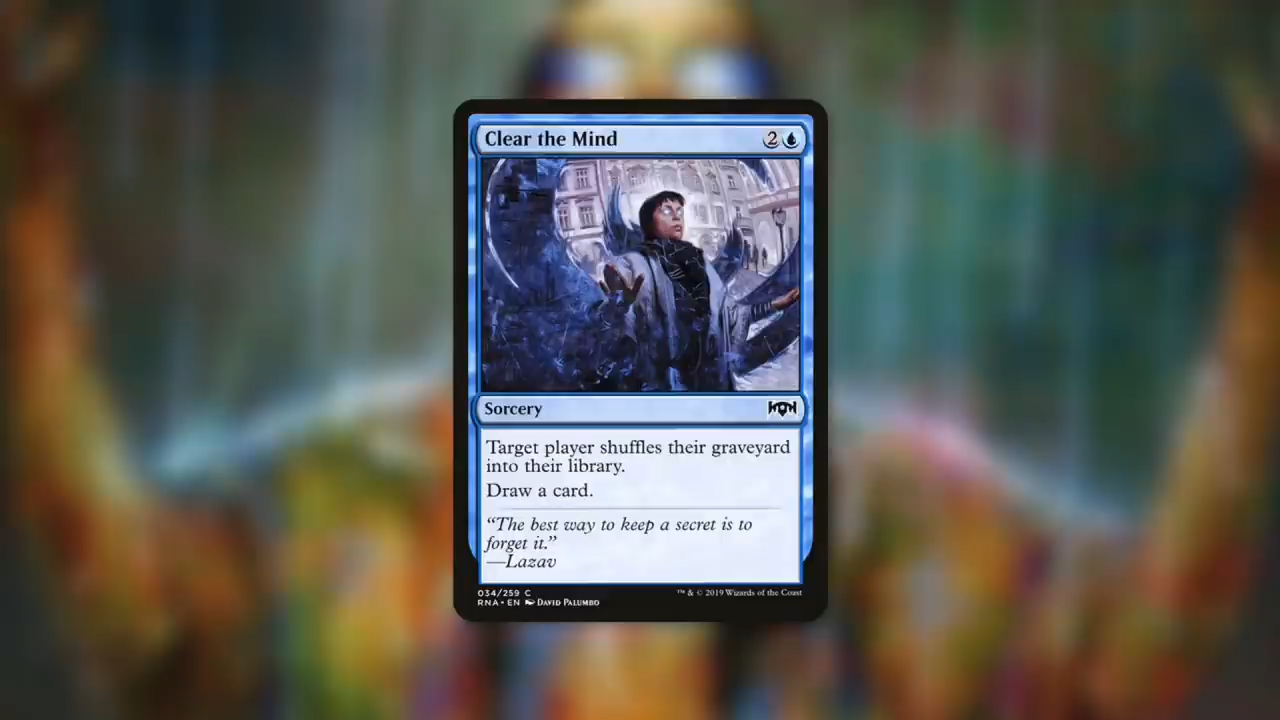 Clear the Mind 2
Sorcery
Target player shuffles their graveyard
into their library.
Draw a card.
“The best way to keep a secret is to
forget it.”
—Lazav
034/259 C
RNA • EN DAVID PALUMBO
™ & © 2019 Wizards of the Coast